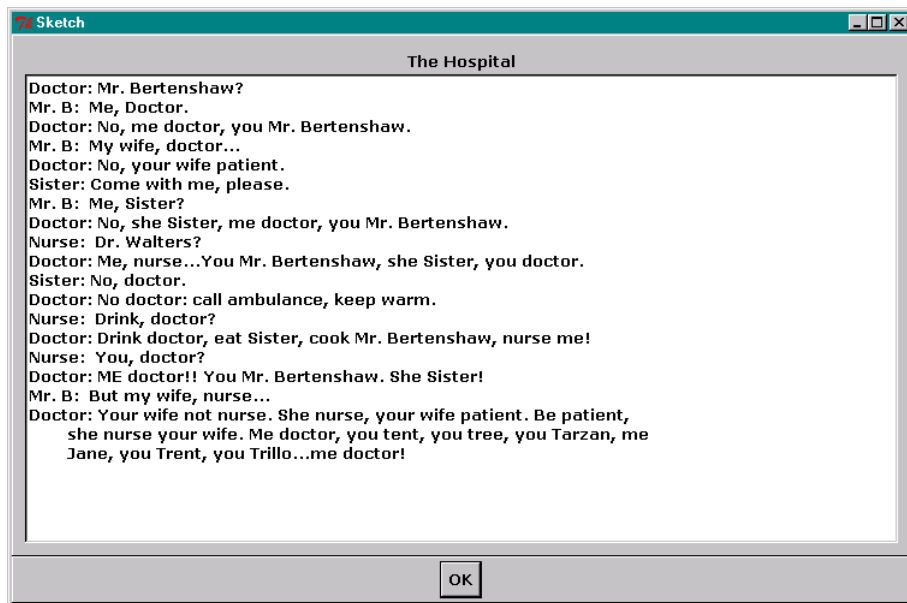 Sketch
The Hospital
Doctor: Mr. Bertenshaw?
Mr. B:  Me, Doctor.
Doctor: No, me doctor, you Mr. Bertenshaw.
Mr. B:  My wife, doctor...
Doctor: No, your wife patient.
Sister: Come with me, please.
Mr. B:  Me, Sister?
Doctor: No, she Sister, me doctor, you Mr. Bertenshaw.
Nurse:  Dr. Walters?
Doctor: Me, nurse...You Mr. Bertenshaw, she Sister, you doctor.
Sister: No, doctor.
Doctor: No doctor: call ambulance, keep warm.
Nurse:  Drink, doctor?
Doctor: Drink doctor, eat Sister, cook Mr. Bertenshaw, nurse me!
Nurse:  You, doctor?
Doctor: ME doctor!! You Mr. Bertenshaw. She Sister!
Mr. B:  But my wife, nurse...
Doctor: Your wife not nurse. She nurse, your wife patient. Be patient,
she nurse your wife. Me doctor, you tent, you tree, you Tarzan, me
Jane, you Trent, you Trillo...me doctor!
OK